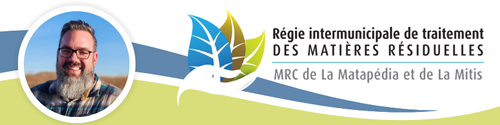 Régie intermunicipale de traitement
DES MATIÈRES RÉSIDUELLES
MRC de La Matapédia et de La Mitis